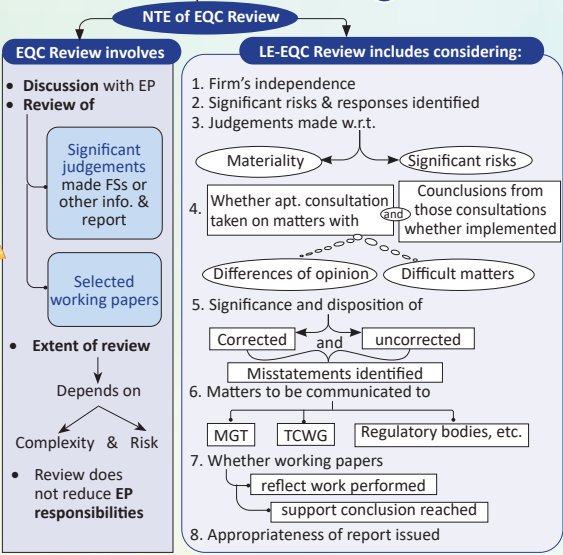 NTE of EQC Review
EQC Review involves
• Discussion with EP
• Review of
Significant
judgements
made FSs or
other info. &
report
Selected
working papers
• Extent of review
Depends on
Complexity & Risk
• Review does
not reduce EP
responsibilities
LE-EQC Review includes considering:
1. Firm's independence
2. Significant risks & responses identified
3. Judgements made w.r.t.
Materiality
Significant risks
4.
Whether apt. consultation
taken on matters with
and
Counclusions from
those consultations
whether implemented
Differences of opinion
Difficult matters
5. Significance and disposition of
Corrected
and
uncorrected
Misstatements identified
6. Matters to be communicated to
MGT
TCWG
Regulatory bodies, etc.
7. Whether working papers
reflect work performed
support conclusion reached
8. Appropriateness of report issued